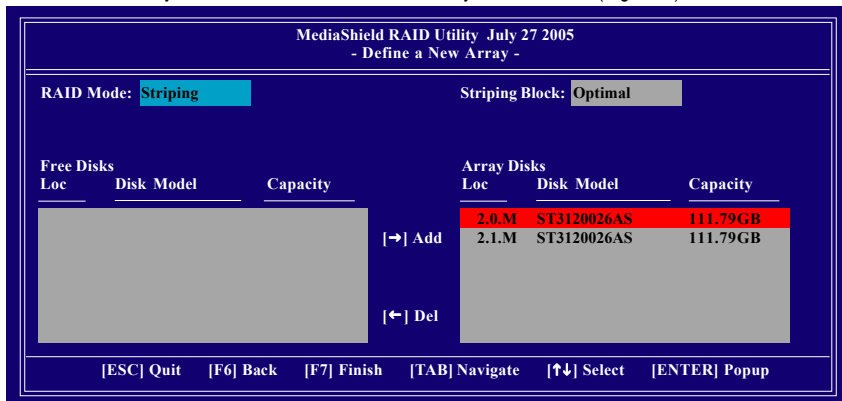 MediaShield RAID Utility July 27 2005
- Define a New Array -
RAID Mode: Striping
Striping Block: Optimal
Free Disks
Loc Disk Model Capacity
[→] Add
[←] Del
Array Disks
Loc Disk Model Capacity
2.0.M ST3120026AS 111.79GB
2.1.M ST3120026AS 111.79GB
[ESC] Quit [F6] Back [F7] Finish [TAB] Navigate [↑↓] Select [ENTER] Popup